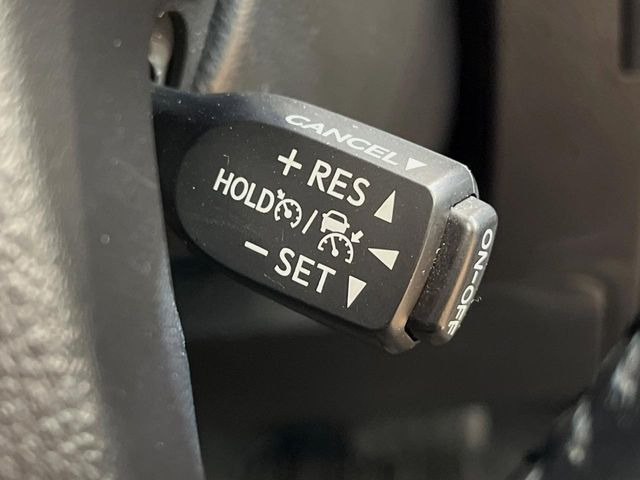 CANCEL
+ RES
HOLD /
- SET
ON-OFF